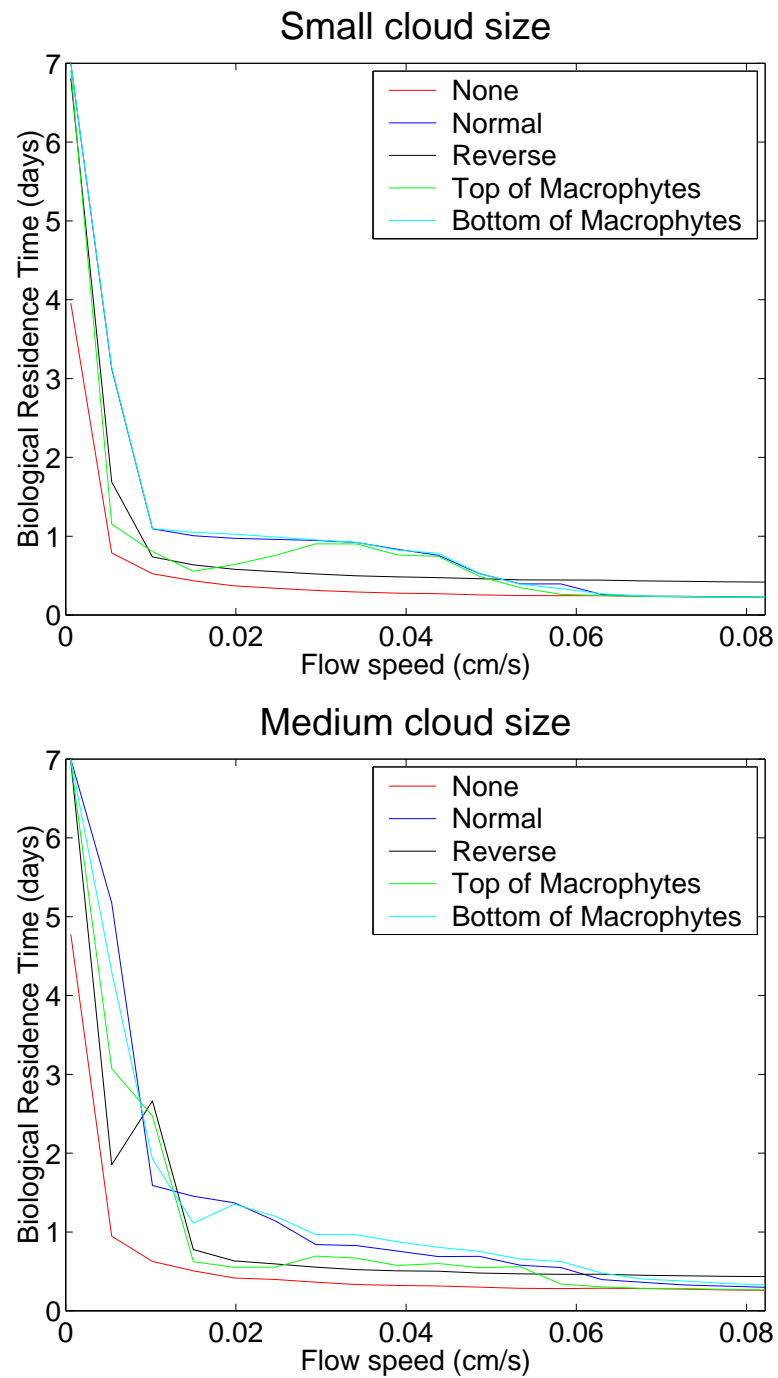 Small cloud size
7
6
5
4
3
2
1
0
Biological Residence Time (days)
None
Normal
Reverse
Top of Macrophytes
Bottom of Macrophytes
0 0.02 0.04 0.06 0.08
Flow speed (cm/s)
Medium cloud size
7
6
5
4
3
2
1
0
Biological Residence Time (days)
None
Normal
Reverse
Top of Macrophytes
Bottom of Macrophytes
0 0.02 0.04 0.06 0.08
Flow speed (cm/s)